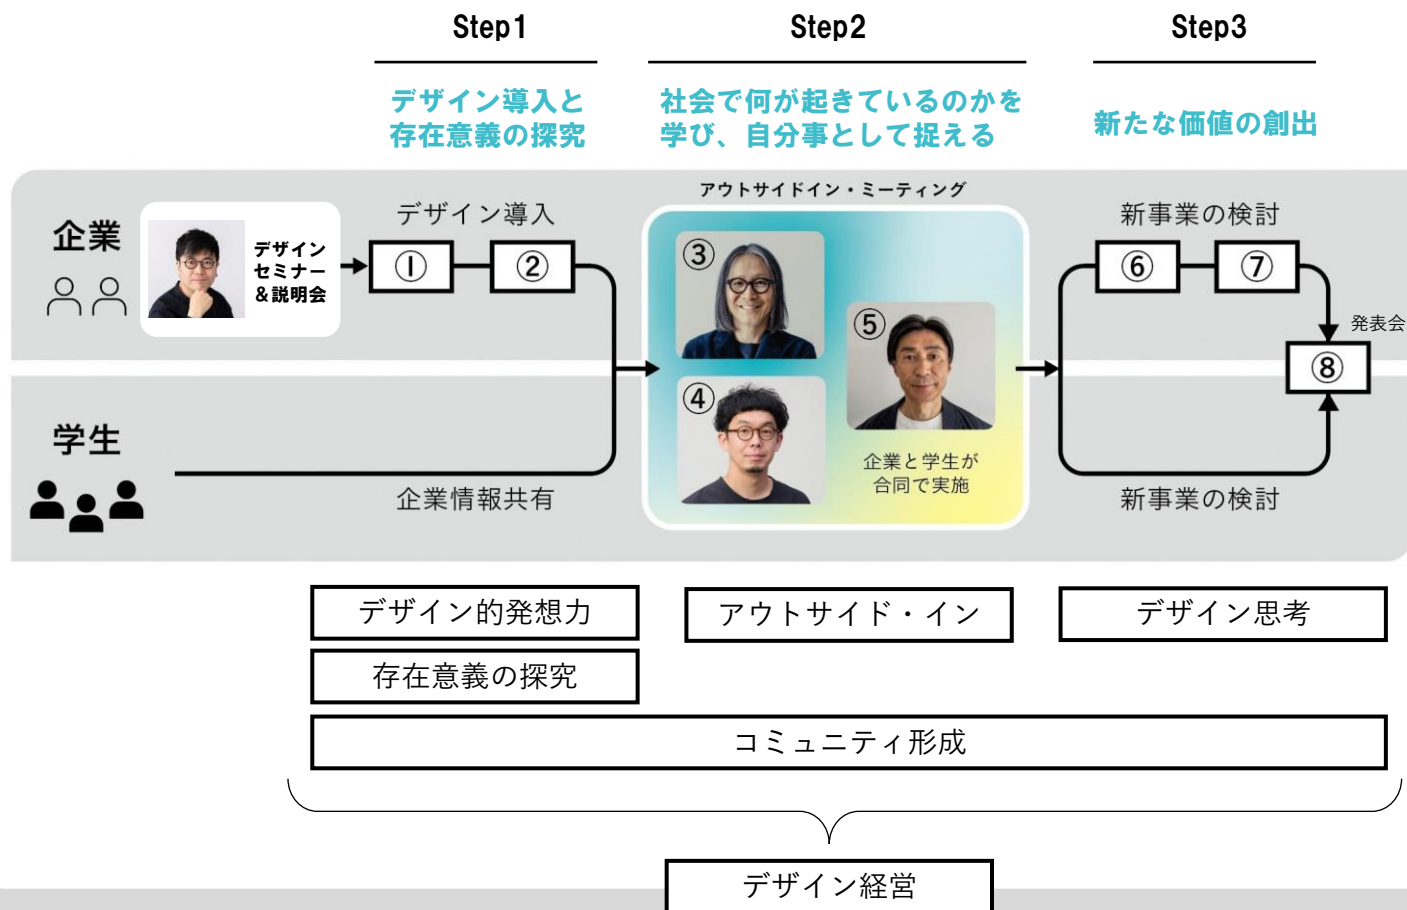 Step1
Step2
Step3
デザイン導入と
存在意義の探究
社会で何が起きているのかを
学び、自分事として捉える
新たな価値の創出
アウトサイドイン・ミーティング
企業
デザイン
セミナー
&説明会
デザイン導入
①
②
③
④
⑤
企業と学生が
合同で実施
新事業の検討
⑥
⑦
発表会
⑧
学生
企業情報共有
新事業の検討
デザイン的発想力
アウトサイド・イン
デザイン思考
存在意義の探究
コミュニティ形成
デザイン経営